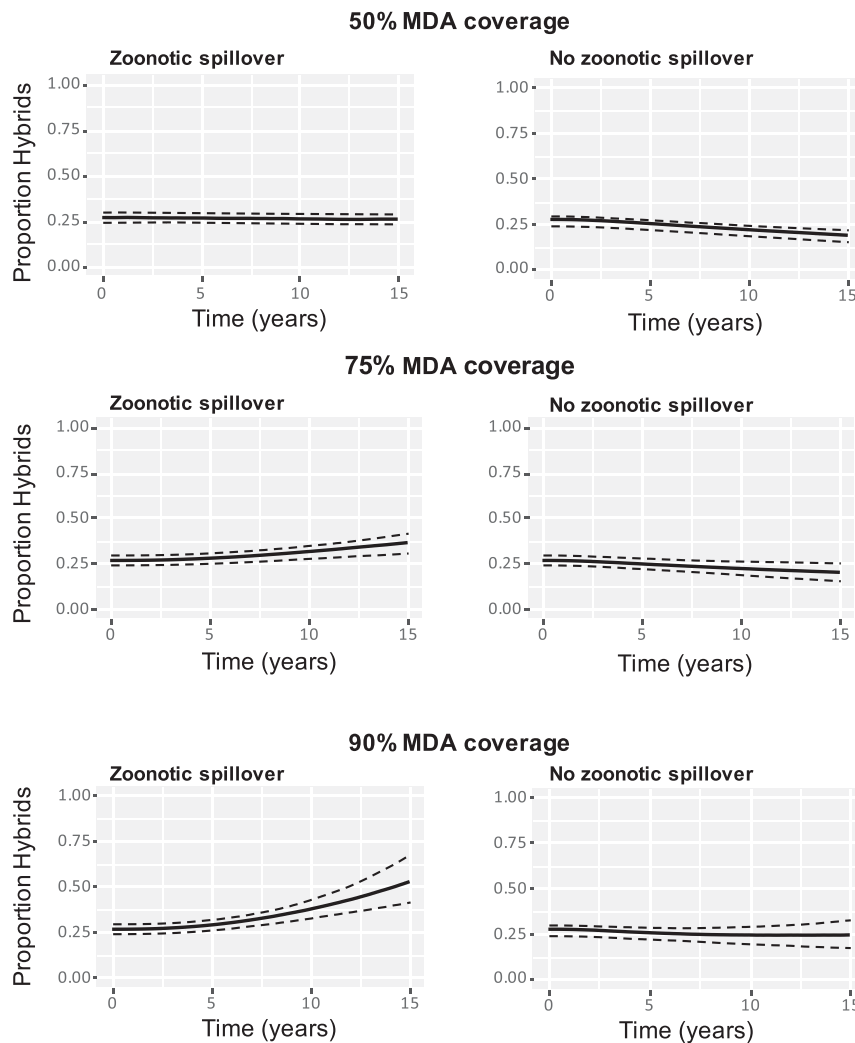 50% MDA coverage
Zoonotic spillover
No zoonotic spillover
Proportion Hybrids
1.00
0.75
0.50
0.25
0.00
0 5 10 15
Time (years)
1.00
0.75
0.50
0.25
0.00
0 5 10 15
Time (years)
75% MDA coverage
Zoonotic spillover
No zoonotic spillover
Proportion Hybrids
1.00
0.75
0.50
0.25
0.00
0 5 10 15
Time (years)
1.00
0.75
0.50
0.25
0.00
0 5 10 15
Time (years)
90% MDA coverage
Zoonotic spillover
No zoonotic spillover
Proportion Hybrids
1.00
0.75
0.50
0.25
0.00
0 5 10 15
Time (years)
1.00
0.75
0.50
0.25
0.00
0 5 10 15
Time (years)